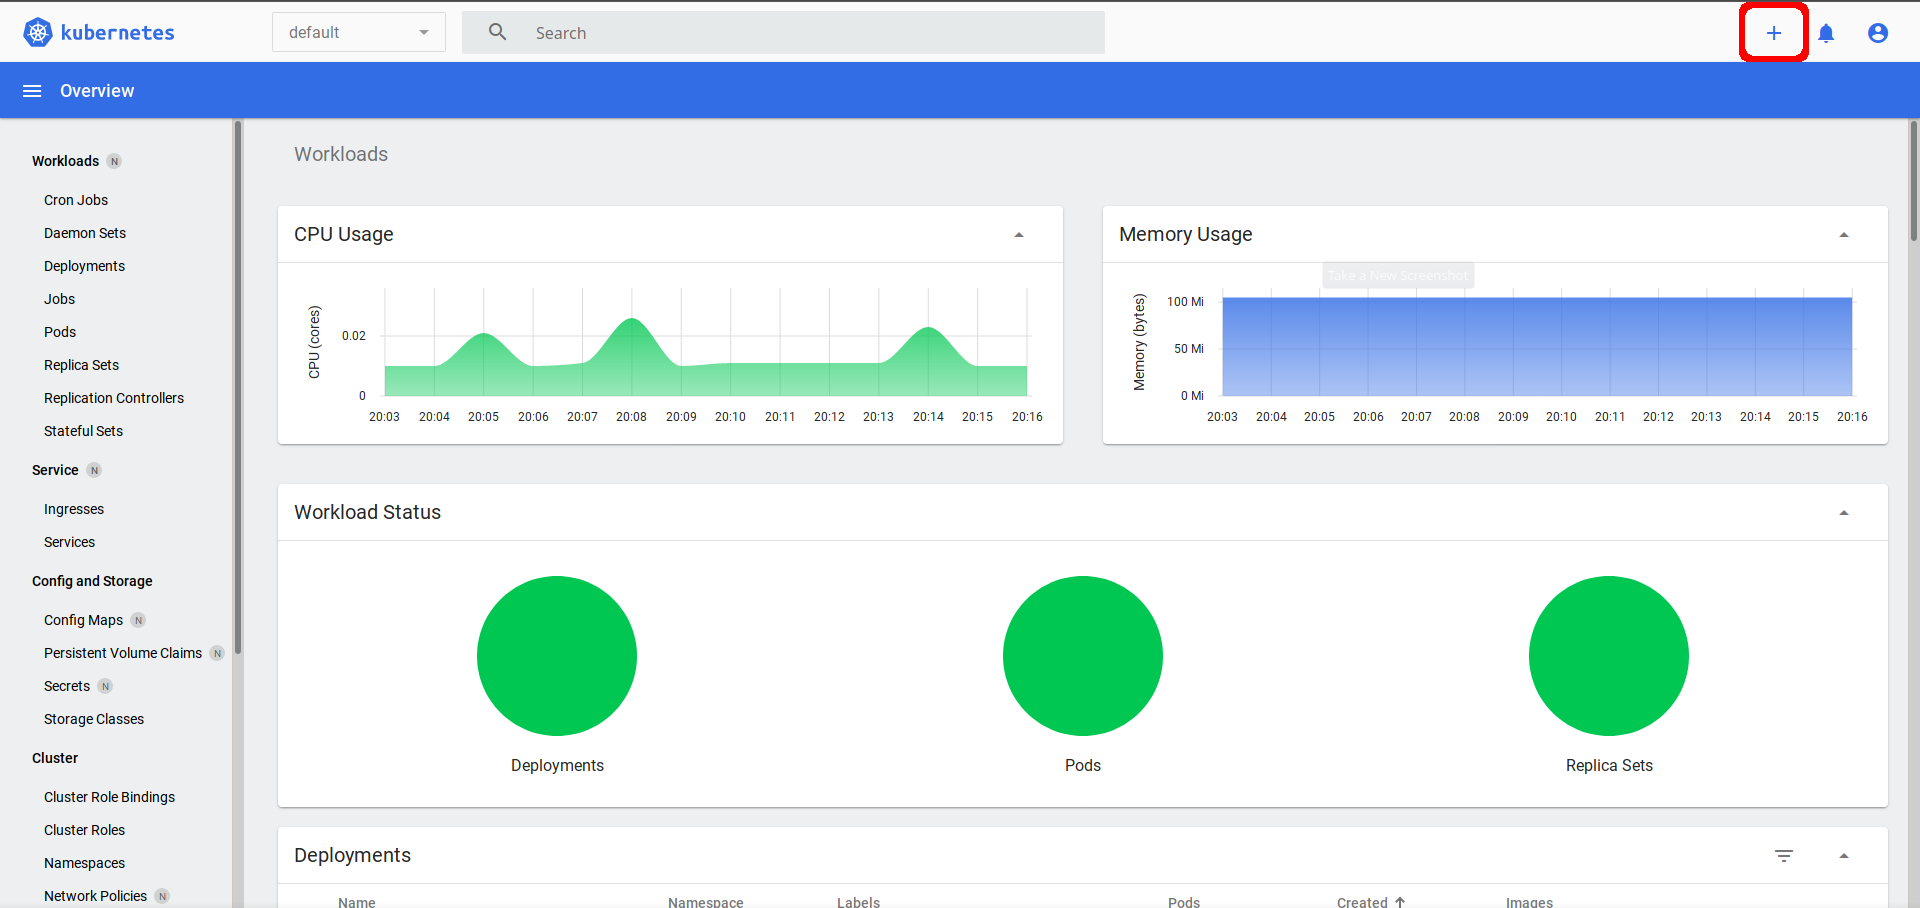 kubernetes
default
Search
Overview
Workloads N
Cron Jobs
Daemon Sets
Deployments
Jobs
Pods
Replica Sets
Replication Controllers
Stateful Sets
Service N
Ingresses
Services
Config and Storage
Config Maps N
Persistent Volume Claims N
Secrets N
Storage Classes
Cluster
Cluster Role Bindings
Cluster Roles
Namespaces
Network Policies N
Workloads
CPU Usage
CPU (cores)
0.02
0
20:03 20:04 20:05 20:06 20:07 20:08 20:09 20:10 20:11 20:12 20:13 20:14 20:15 20:16
Memory Usage
Take a New Screenshot
Memory (bytes)
100 Mi
50 Mi
0 Mi
20:03 20:04 20:05 20:06 20:07 20:08 20:09 20:10 20:11 20:12 20:13 20:14 20:15 20:16
Workload Status
Deployments Pods Replica Sets
Deployments
Name Namespace Labels Pods Created Images